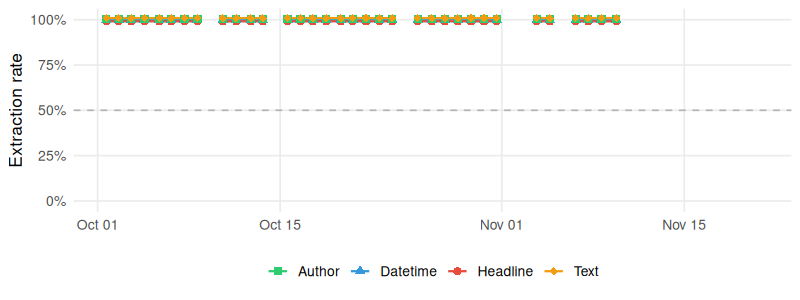 Extraction rate
100%
75%
50%
25%
0%
Oct 01 Oct 15 Nov 01 Nov 15
Author Datetime Headline Text